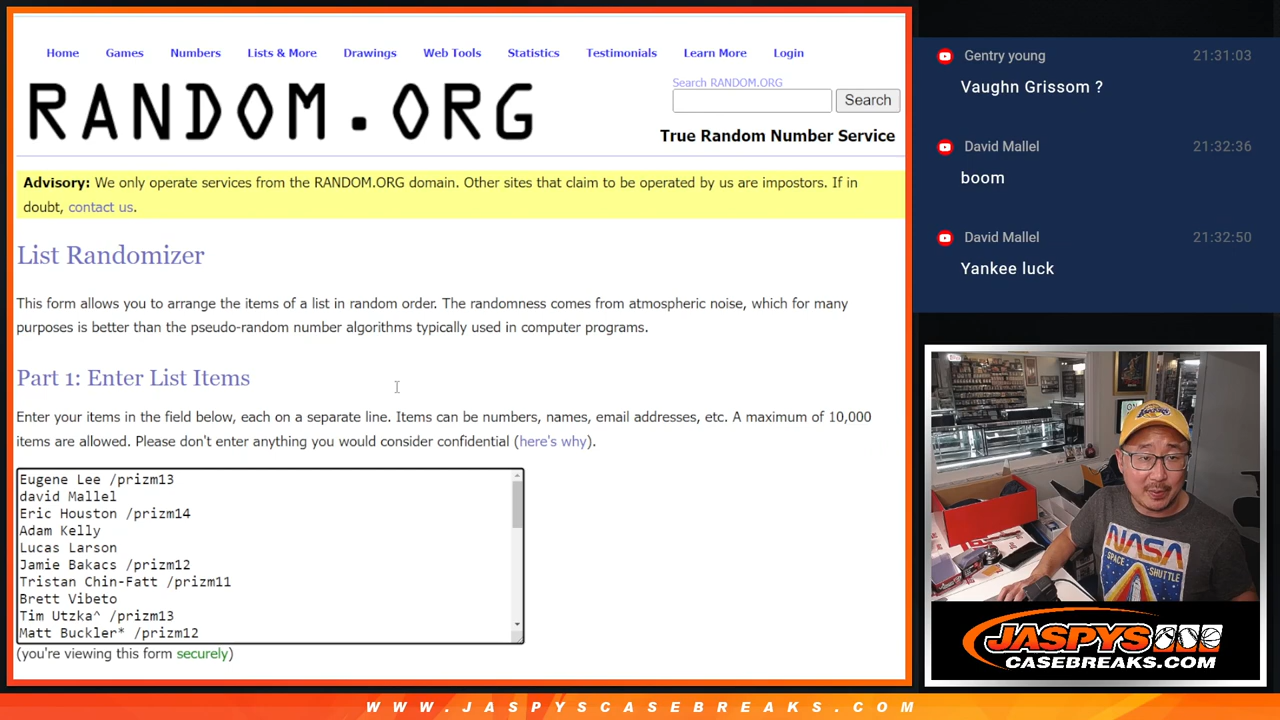 Home Games Numbers Lists & More Drawings Web Tools Statistics Testimonials Learn More Login
RANDOM.ORG
Search RANDOM.ORG
Search
True Random Number Service
Advisory: We only operate services from the RANDOM.ORG domain. Other sites that claim to be operated by us are impostors. If in
doubt, contact us.
List Randomizer
This form allows you to arrange the items of a list in random order. The randomness comes from atmospheric noise, which for many
purposes is better than the pseudo-random number algorithms typically used in computer programs.
Part 1: Enter List Items
Enter your items in the field below, each on a separate line. Items can be numbers, names, email addresses, etc. A maximum of 10,000
items are allowed. Please don't enter anything you would consider confidential (here's why).
Eugene Lee /prizm13
david Mallel
Eric Houston /prizm14
Adam Kelly
Lucas Larson
Jamie Bakacs /prizm12
Tristan Chin-Fatt /prizm11
Brett Vibeto
Tim Utzka^ /prizm13
Matt Buckler* /prizm12
(you're viewing this form securely)
Gentry young 21:31:03
Vaughn Grissom ?
David Mallel 21:32:36
boom
David Mallel 21:32:50
Yankee luck
NASA
SPACE SHUTTLE
JASPYS
CASEBREAKS.COM
WWW.JASPYSCASEBREAKS.COM